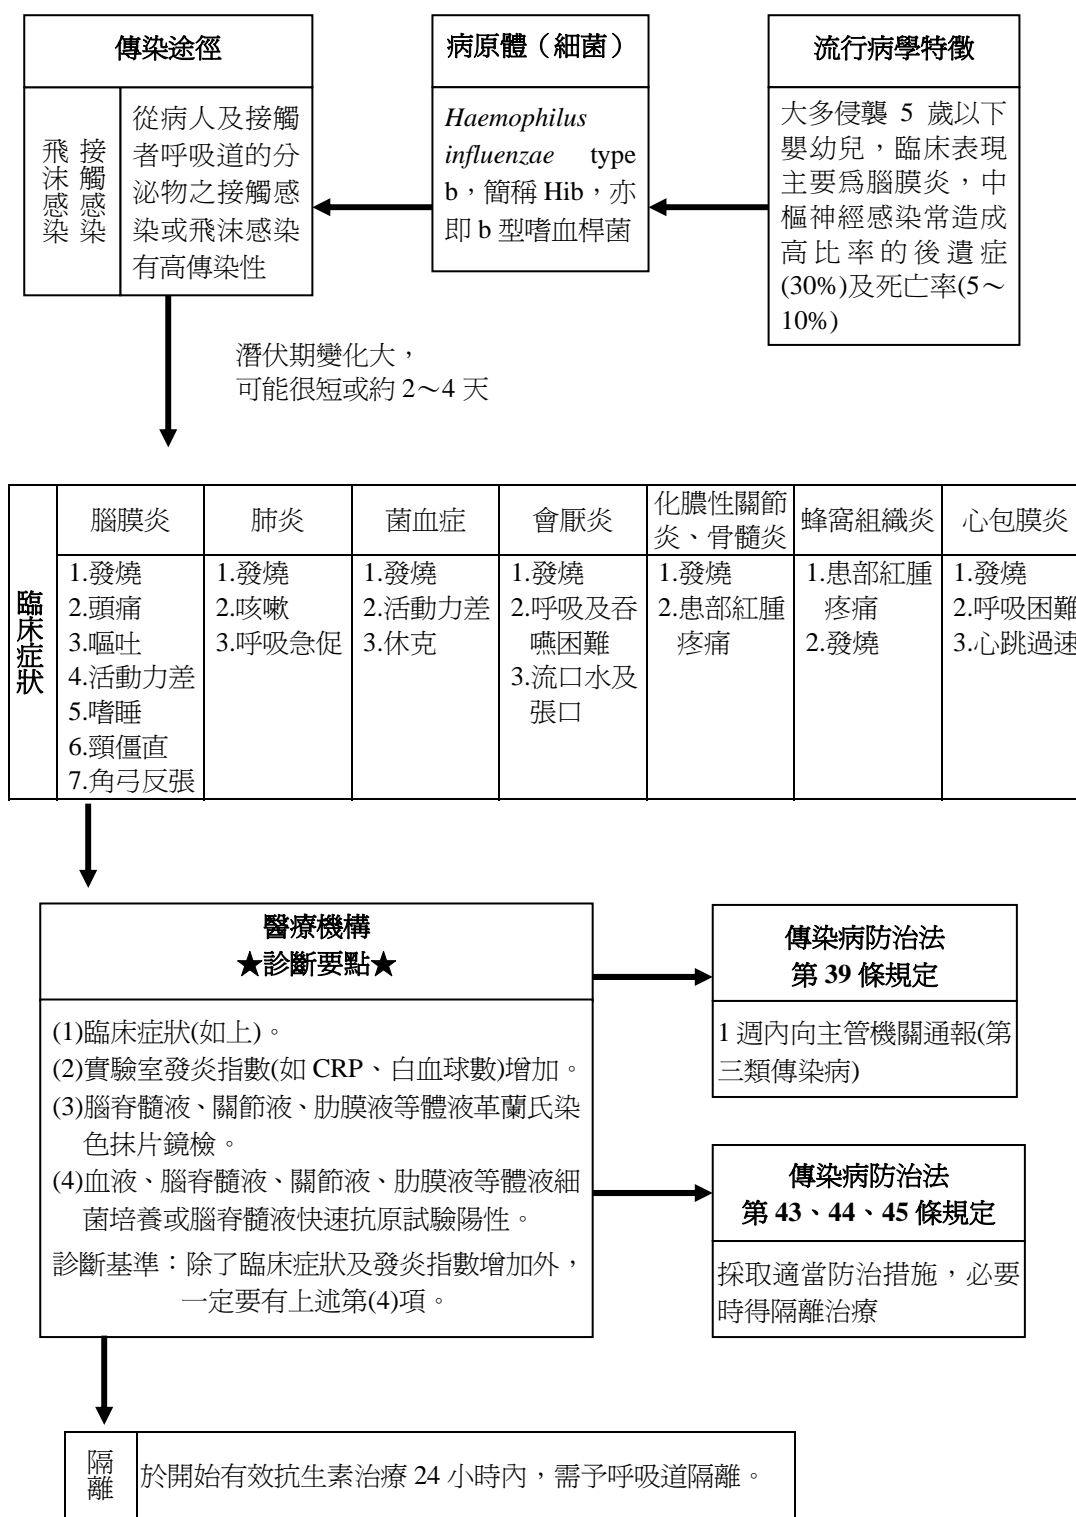 傳染途徑
接觸感染
飛沫感染
從病人及接觸
者呼吸道的分
泌物之接觸感
染或飛沫感染
有高傳染性
病原體（細菌）
Haemophilus
influenzae type
b，簡稱 Hib，亦
即 b 型嗜血桿菌
流行病學特徵
大多侵襲 5 歲以下
嬰幼兒，臨床表現
主要爲腦膜炎，中
樞神經感染常造成
高比率的後遺症
(30%)及死亡率(5～
10%)
潛伏期變化大，
可能很短或約 2～4 天
臨床症狀
腦膜炎
1.發燒
2.頭痛
3.嘔吐
4.活動力差
5.嗜睡
6.頸僵直
7.角弓反張
肺炎
1.發燒
2.咳嗽
3.呼吸急促
菌血症
1.發燒
2.活動力差
3.休克
會厭炎
1.發燒
2.呼吸及吞
嚥困難
3.流口水及
張口
化膿性關節
炎、骨髓炎
1.發燒
2.患部紅腫
疼痛
蜂窩組織炎
1.患部紅腫
疼痛
2.發燒
心包膜炎
1.發燒
2.呼吸困難
3.心跳過速
醫療機構
★診斷要點★
(1)臨床症狀(如上)。
(2)實驗室發炎指數(如 CRP、白血球數)增加。
(3)腦脊髓液、關節液、肋膜液等體液革蘭氏染
色抹片鏡檢。
(4)血液、腦脊髓液、關節液、肋膜液等體液細
菌培養或腦脊髓液快速抗原試驗陽性。
診斷基準：除了臨床症狀及發炎指數增加外，
一定要有上述第(4)項。
傳染病防治法
第 39 條規定
1 週內向主管機關通報(第
三類傳染病)
傳染病防治法
第 43、44、45 條規定
採取適當防治措施，必要
時得隔離治療
隔離
於開始有效抗生素治療 24 小時內，需予呼吸道隔離。